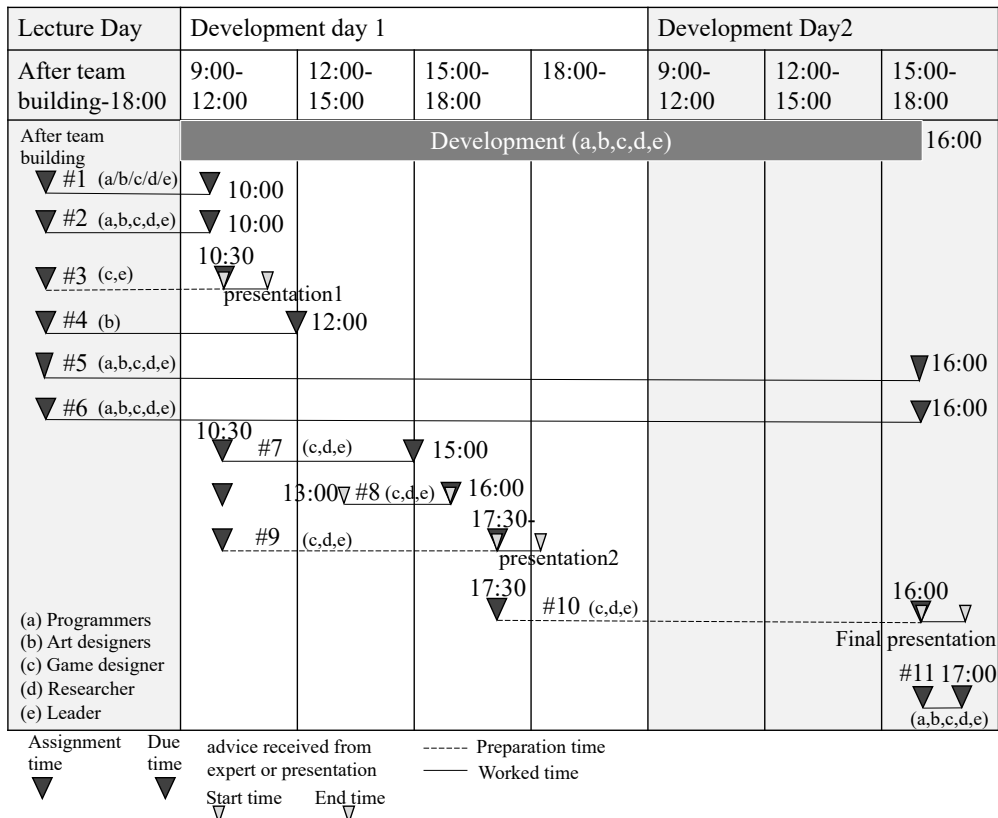 Lecture Day
Development day 1
Development Day2
After team
building-18:00
9:00-
12:00
12:00-
15:00
15:00-
18:00
18:00-
9:00-
12:00
12:00-
15:00
15:00-
18:00
After team
building
Development (a,b,c,d,e)
16:00
#1 (a/b/c/d/e)
10:00
#2 (a,b,c,d,e)
10:00
10:30
#3 (c,e)
presentation1
#4 (b)
12:00
#5 (a,b,c,d,e)
16:00
#6 (a,b,c,d,e)
16:00
10:30
#7 (c,d,e)
15:00
13:00
#8 (c,d,e)
16:00
17:30-
#9 (c,d,e)
presentation2
17:30
#10 (c,d,e)
16:00
Final presentation
#11 17:00
(a,b,c,d,e)
(a) Programmers
(b) Art designers
(c) Game designer
(d) Researcher
(e) Leader
Assignment
time
Due
time
advice received from
expert or presentation
Start time
End time
Preparation time
Worked time